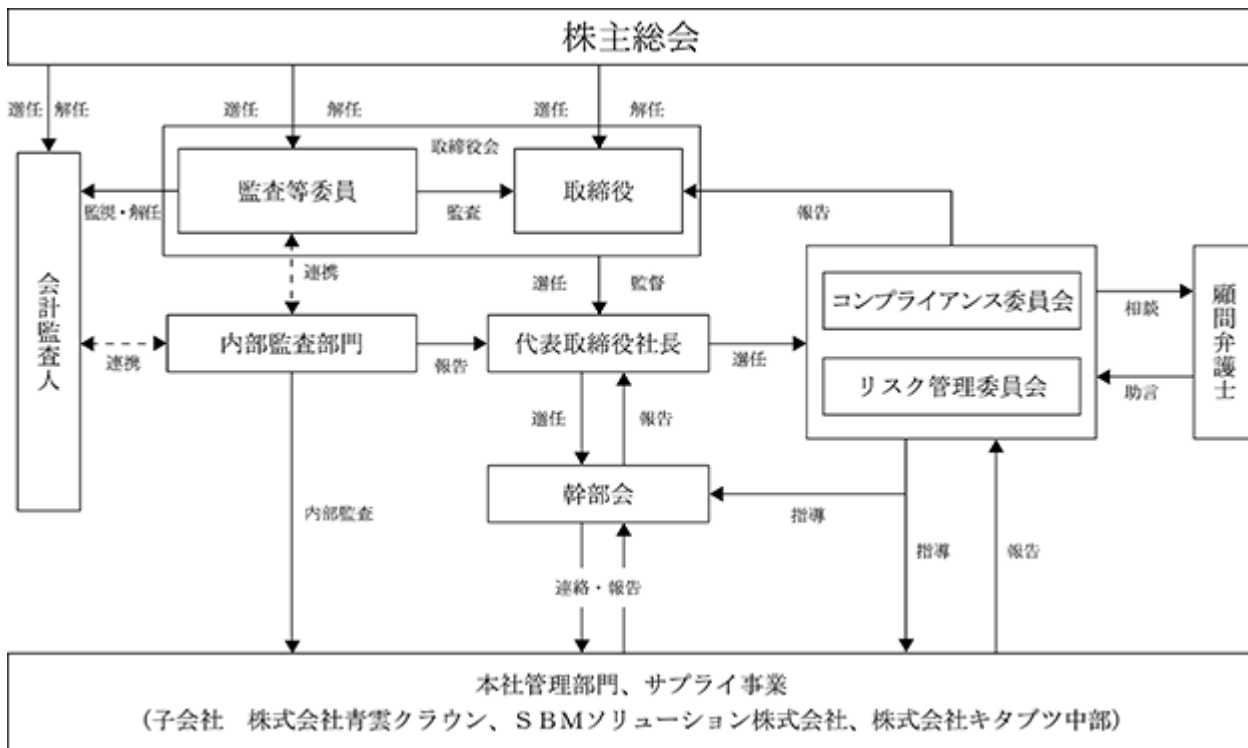 株主総会
選任 解任
選任 解任
選任 解任
取締役会
監査等委員
取締役
監視・解任
監査
報告
会計監査人
連携
選任 監督
コンプライアンス委員会
相談
顧問弁護士
連携
内部監査部門
報告
代表取締役社長
選任
リスク管理委員会
助言
選任
報告
幹部会
指導
内部監査
指導
報告
連絡・報告
本社管理部門、サプライ事業
(子会社 株式会社青雲クラウン、SBMソリューション株式会社、株式会社キタブツ中部)